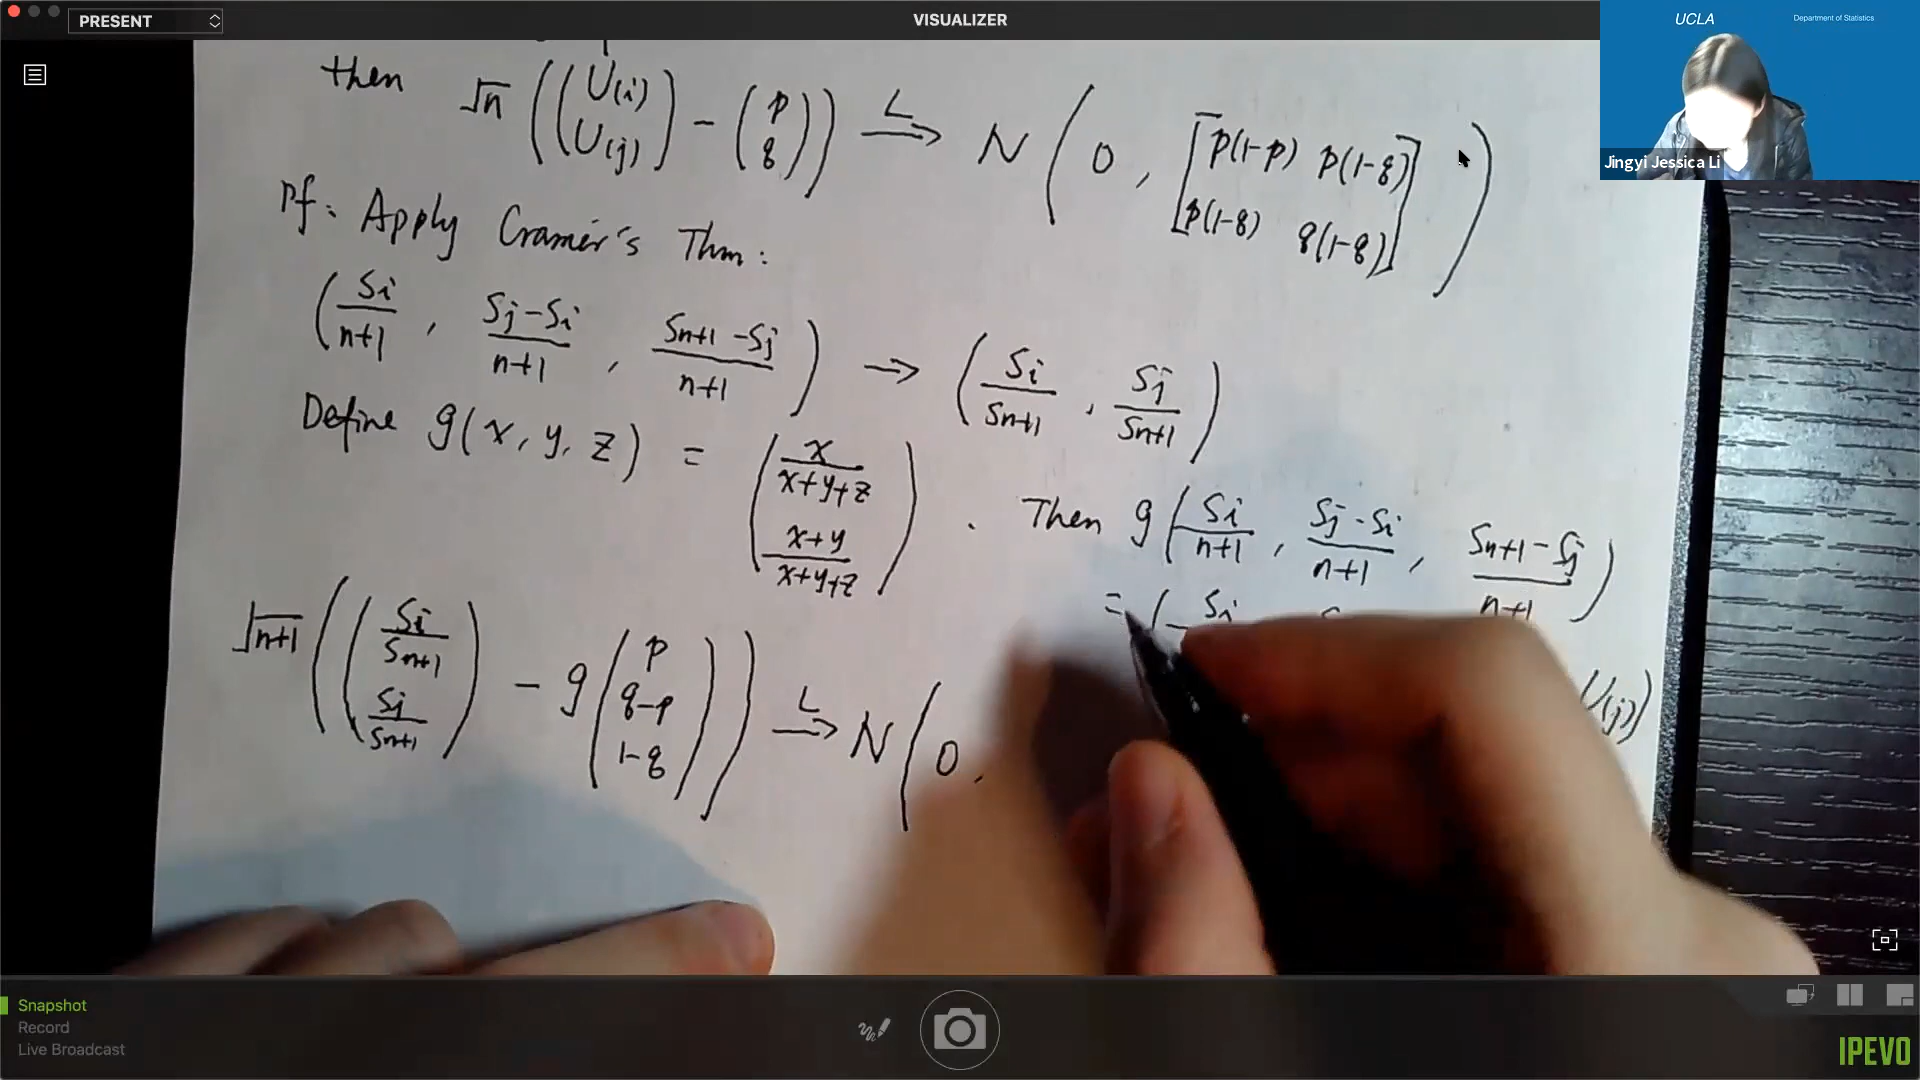 PRESENT
VISUALIZER
UCLA Department of Statistics
Jingyi Jessica Li
then √n ( ( U(i) U(j) ) - ( p q ) ) →L N ( 0, [ p(1-p) p(1-q) p(1-q) q(1-q) ] )
Pf: Apply Cramér's Thm:
( Si/n+1 , Sj-Si/n+1 , Sn+1-Sj/n+1 ) → ( Si/Sn+1 , Sj/Sn+1 )
Define g(x, y, z) = ( x/x+y+z x+y/x+y+z ) . Then g( Si/n+1 , Sj-Si/n+1 , Sn+1-Sj/n+1 )
= ( Si
U(j)
√n+1 ( ( Si/Sn+1 Sj/Sn+1 ) - g ( p q-p 1-q ) ) →L N ( 0,
Snapshot
Record
Live Broadcast
IPEVO